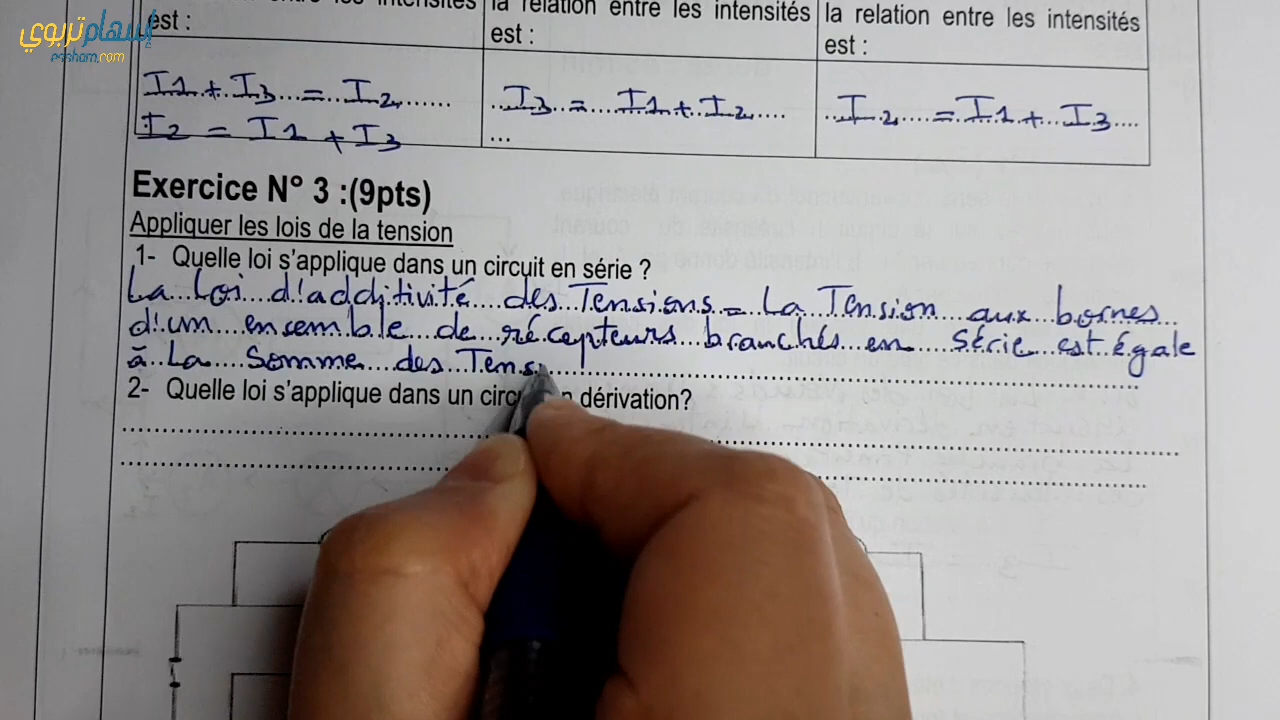 إسهام تربوي
essham.com
entre les intensités
est :
la relation entre les intensités
est :
la relation entre les intensités
est :
I1 + I3 = I2
I2 = I1 + I3
I3 = I1 + I2
...
I2 = I1 + I3
Exercice N° 3 :(9pts)
Appliquer les lois de la tension
1- Quelle loi s'applique dans un circuit en série ?
La Loi d'additivité des Tensions = La Tension aux bornes
d'un ensemble de récepteurs branchés en série est égale
à La Somme des Tens
2- Quelle loi s'applique dans un circ n dérivation?